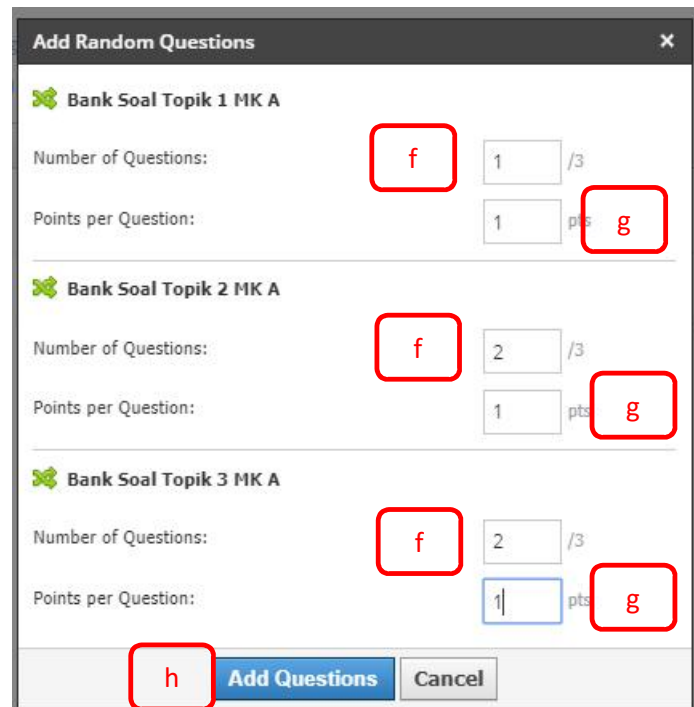 Add Random Questions ×
Bank Soal Topik 1 MK A
Number of Questions: f 1 /3
Points per Question: 1 pts g
Bank Soal Topik 2 MK A
Number of Questions: f 2 /3
Points per Question: 1 pts g
Bank Soal Topik 3 MK A
Number of Questions: f 2 /3
Points per Question: 1 pts g
h Add Questions Cancel